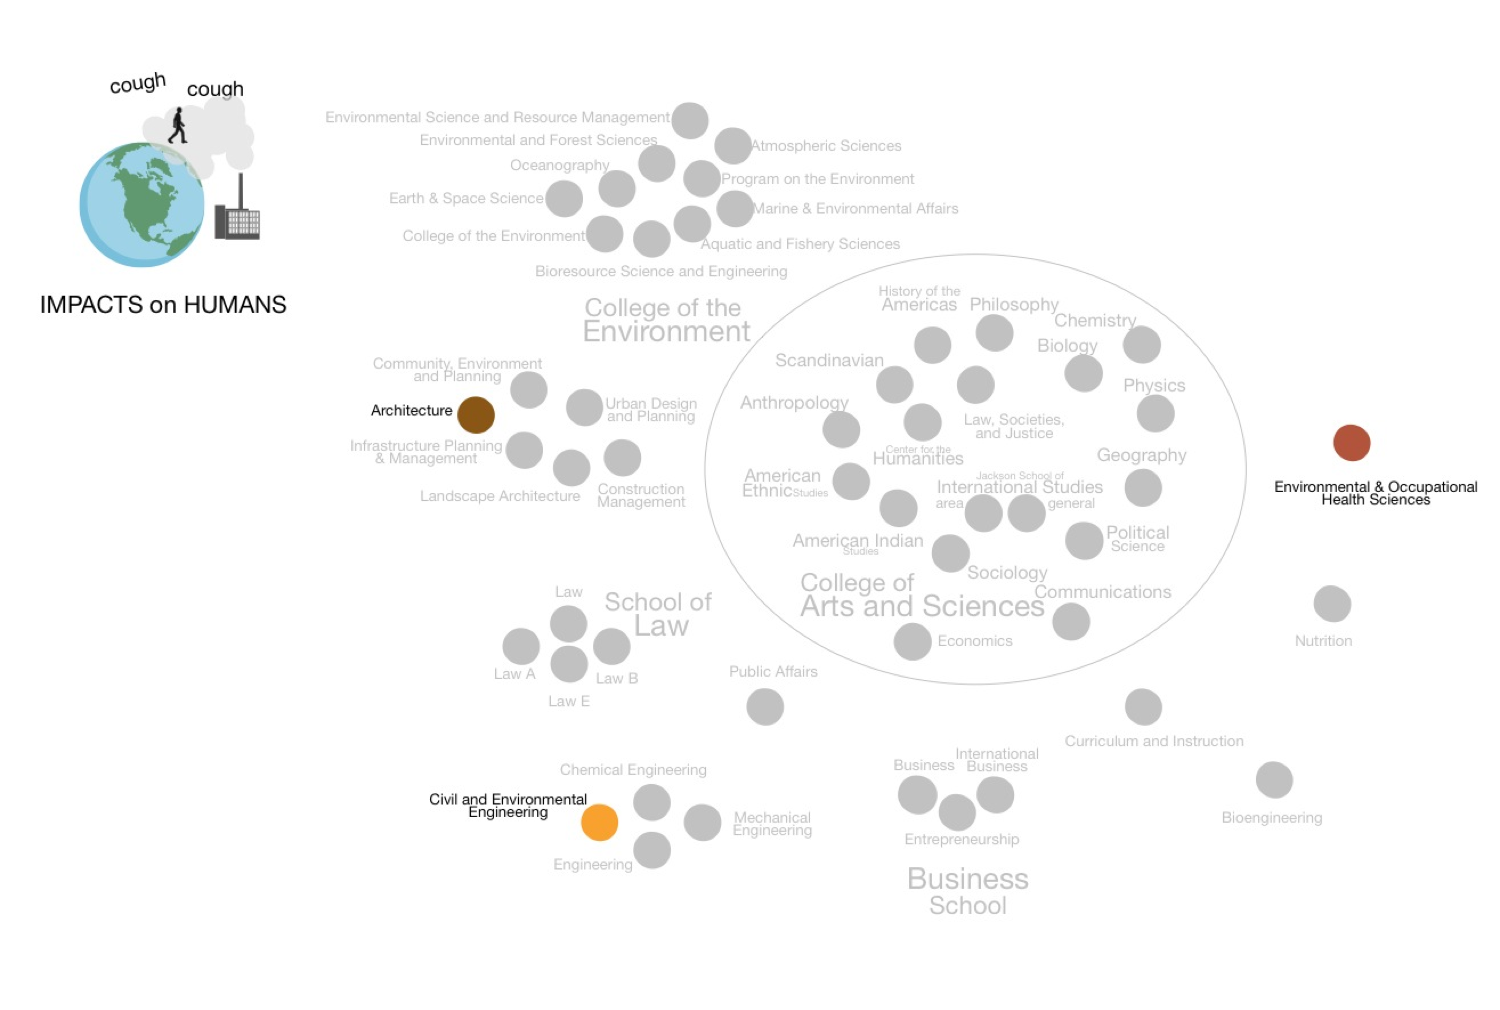 cough
cough
IMPACTS on HUMANS
Environmental Science and Resource Management
Environmental and Forest Sciences
Oceanography
Earth & Space Science
College of the Environment
Bioresource Science and Engineering
Atmospheric Sciences
Program on the Environment
Marine & Environmental Affairs
Aquatic and Fishery Sciences
College of the
Environment
Community, Environment
and Planning
Architecture
Infrastructure Planning
& Management
Landscape Architecture
Urban Design
and Planning
Construction
Management
History of the
Americas
Philosophy
Chemistry
Biology
Scandinavian
Physics
Anthropology
Law, Societies,
and Justice
Center for the
Humanities
Geography
American
Ethnic Studies
Jackson School of
International Studies
area
general
American Indian
Studies
Political
Science
Sociology
College of
Arts and Sciences
Communications
Economics
Environmental & Occupational
Health Sciences
Nutrition
Law
School of
Law
Law A
Law B
Law E
Public Affairs
Curriculum and Instruction
Chemical Engineering
Civil and Environmental
Engineering
Mechanical
Engineering
Engineering
International
Business
Business
Entrepreneurship
Business
School
Bioengineering